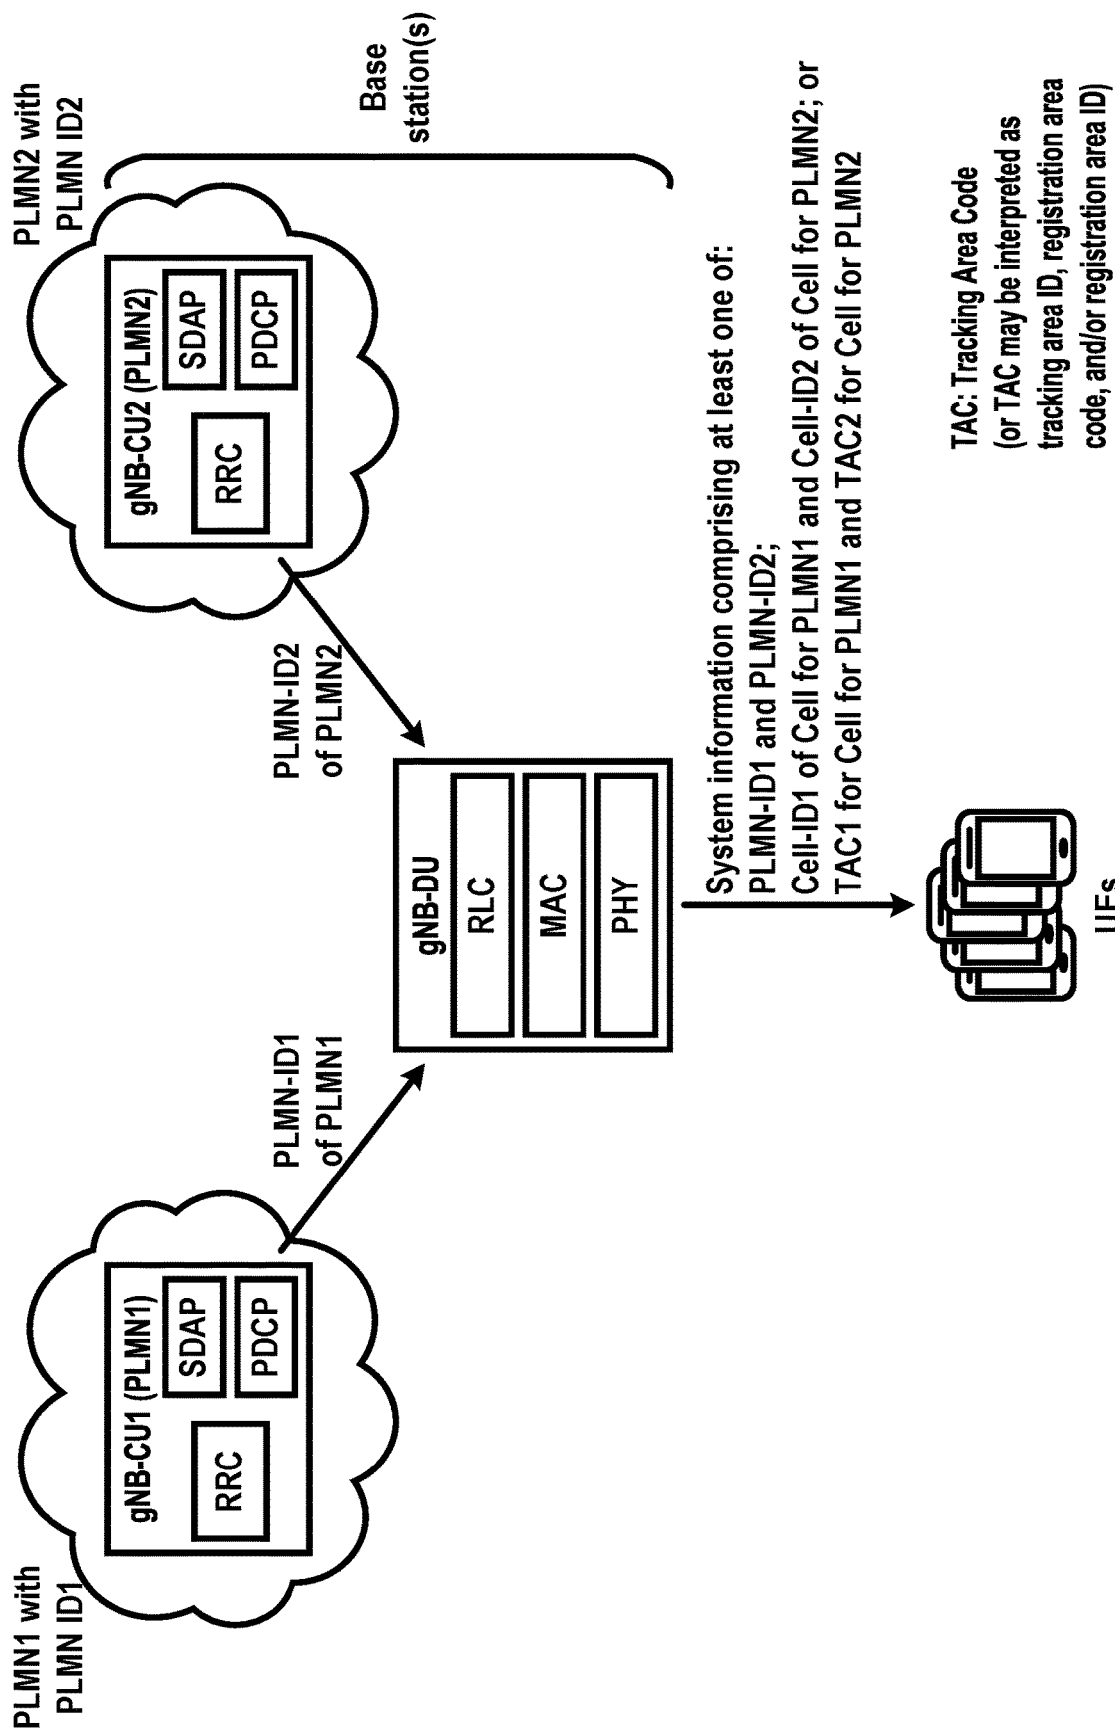 PLMN1 with
PLMN ID1
gNB-CU1 (PLMN1)
RRC
SDAP
PDCP
PLMN2 with
PLMN ID2
gNB-CU2 (PLMN2)
RRC
SDAP
PDCP
PLMN-ID1
of PLMN1
PLMN-ID2
of PLMN2
Base
station(s)
gNB-DU
RLC
MAC
PHY
System information comprising at least one of:
PLMN-ID1 and PLMN-ID2;
Cell-ID1 of Cell for PLMN1 and Cell-ID2 of Cell for PLMN2; or
TAC1 for Cell for PLMN1 and TAC2 for Cell for PLMN2
UEs
TAC: Tracking Area Code
(or TAC may be interpreted as
tracking area ID, registration area
code, and/or registration area ID)